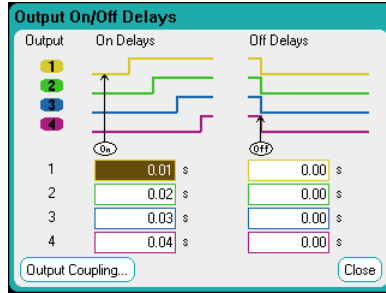 Output On/Off Delays
Output On Delays Off Delays
1
2
3
4
On Off
1 0.01 s 0.00 s
2 0.02 s 0.00 s
3 0.03 s 0.00 s
4 0.04 s 0.00 s
Output Coupling... Close